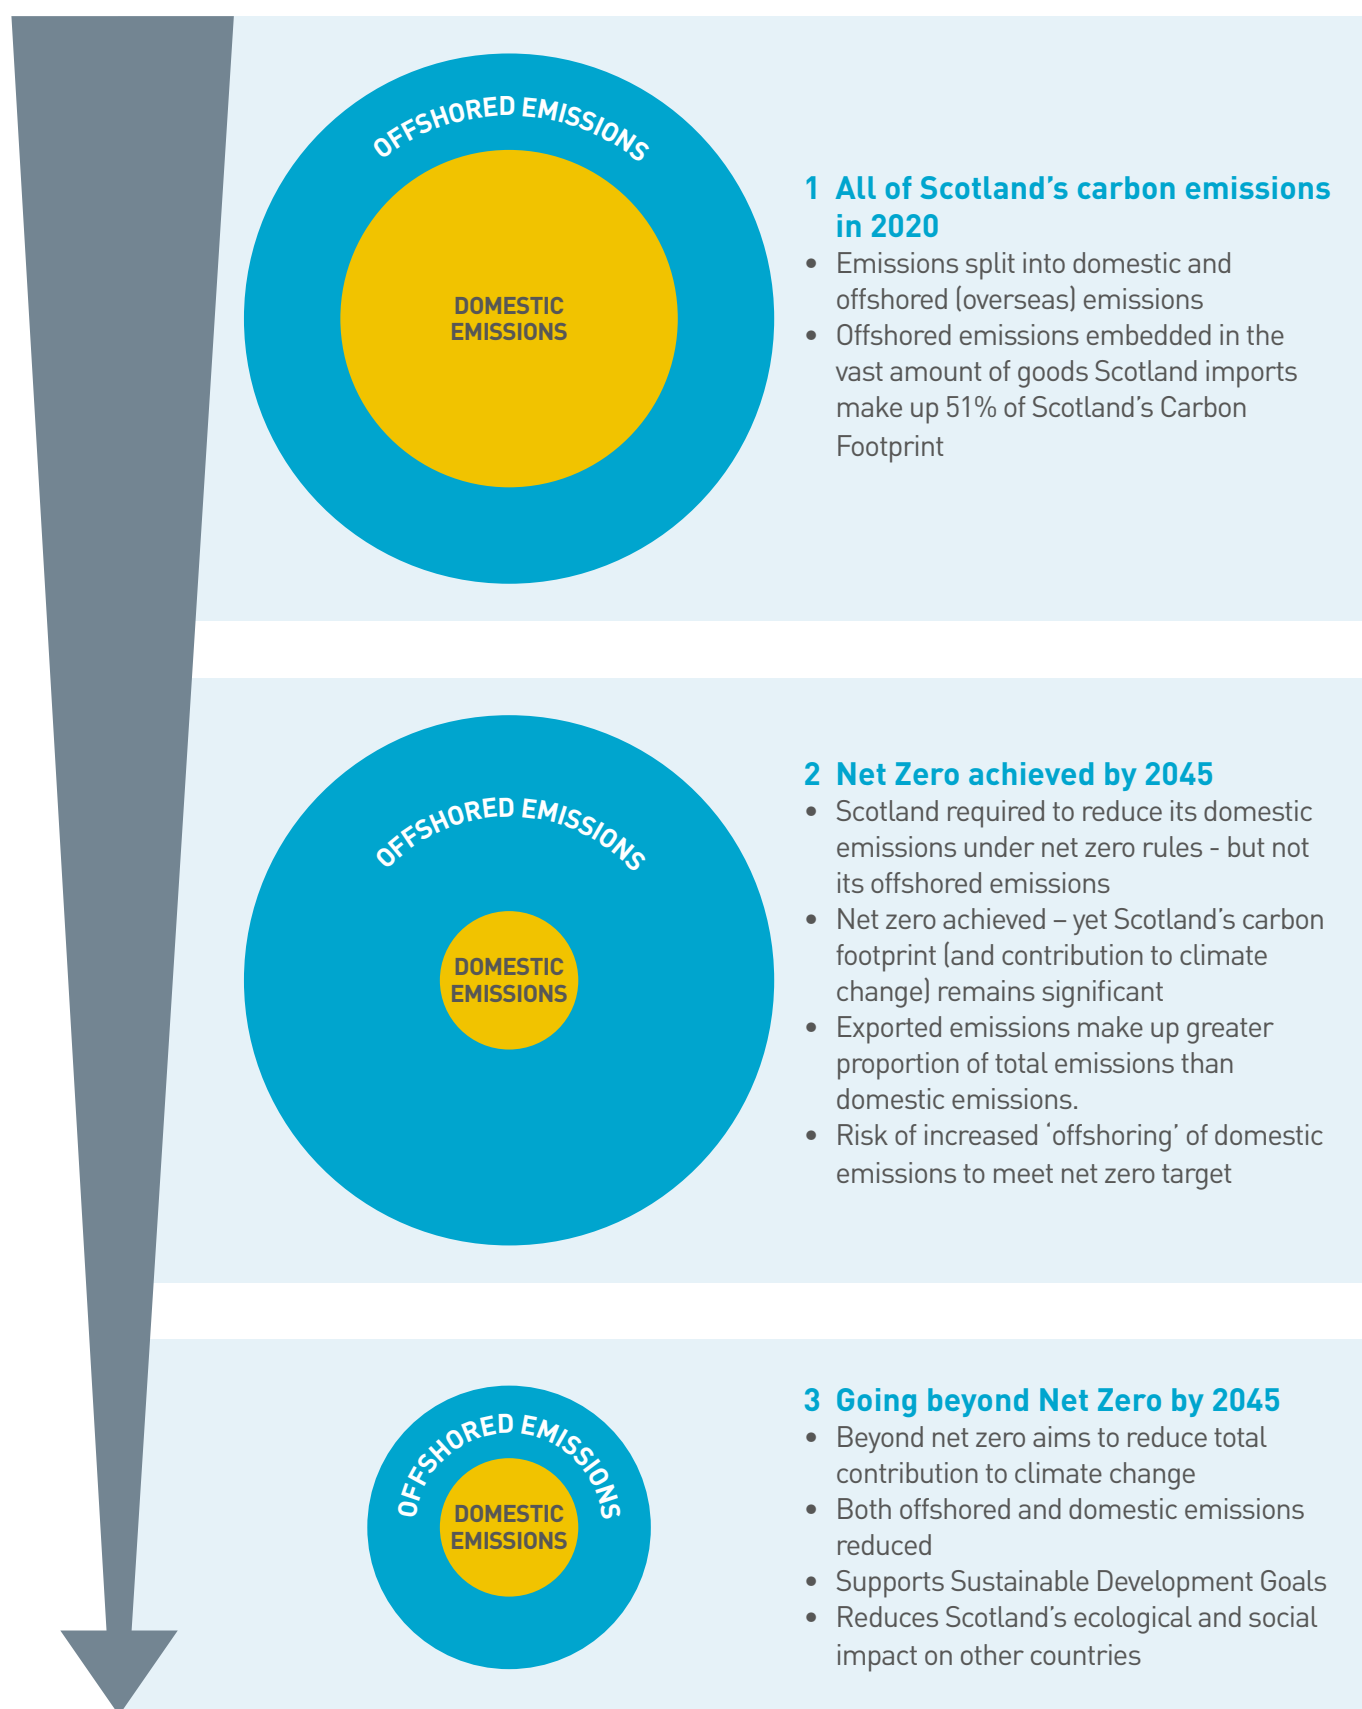 OFFSHORED EMISSIONS
DOMESTIC
EMISSIONS
1 All of Scotland’s carbon emissions
in 2020
• Emissions split into domestic and
offshored (overseas) emissions
• Offshored emissions embedded in the
vast amount of goods Scotland imports
make up 51% of Scotland’s Carbon
Footprint
OFFSHORED EMISSIONS
DOMESTIC
EMISSIONS
2 Net Zero achieved by 2045
• Scotland required to reduce its domestic
emissions under net zero rules - but not
its offshored emissions
• Net zero achieved – yet Scotland’s carbon
footprint (and contribution to climate
change) remains significant
• Exported emissions make up greater
proportion of total emissions than
domestic emissions.
• Risk of increased ‘offshoring’ of domestic
emissions to meet net zero target
OFFSHORED EMISSIONS
DOMESTIC
EMISSIONS
3 Going beyond Net Zero by 2045
• Beyond net zero aims to reduce total
contribution to climate change
• Both offshored and domestic emissions
reduced
• Supports Sustainable Development Goals
• Reduces Scotland’s ecological and social
impact on other countries